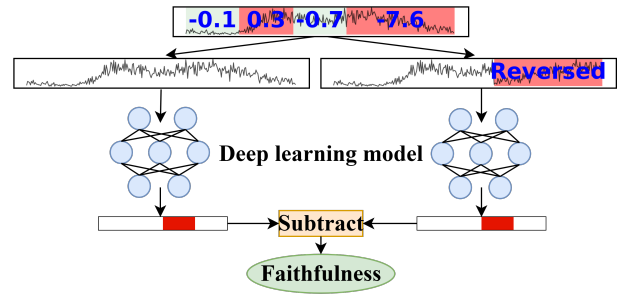 -0.1 0.3 -0.7 -7.6
Reversed
Deep learning model
Subtract
Faithfulness